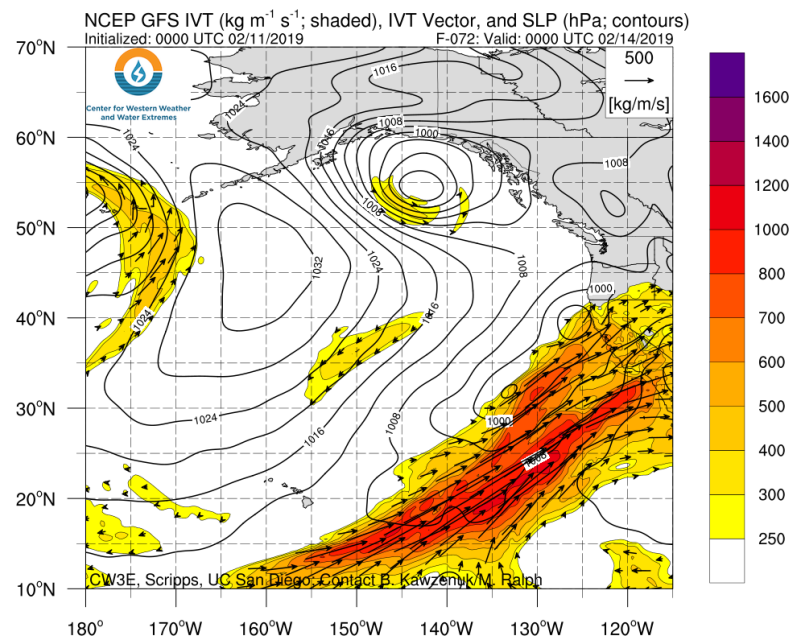 NCEP GFS IVT (kg m⁻¹ s⁻¹; shaded), IVT Vector, and SLP (hPa; contours)
Initialized: 0000 UTC 02/11/2019 F-072: Valid: 0000 UTC 02/14/2019
70°N
60°N
50°N
40°N
30°N
20°N
10°N
Center for Western Weather
and Water Extremes
500
[kg/m/s]
1016
1024
1008
1000
1016
1024
1008
1008
1032
1024
1008
1000
1016
1024
1024
1008
1000
1016
1000
CW3E, Scripps, UC San Diego; Contact B. Kawzenuk/M. Ralph
180°
170°W
160°W
150°W
140°W
130°W
120°W
1600
1400
1200
1000
800
700
600
500
400
300
250